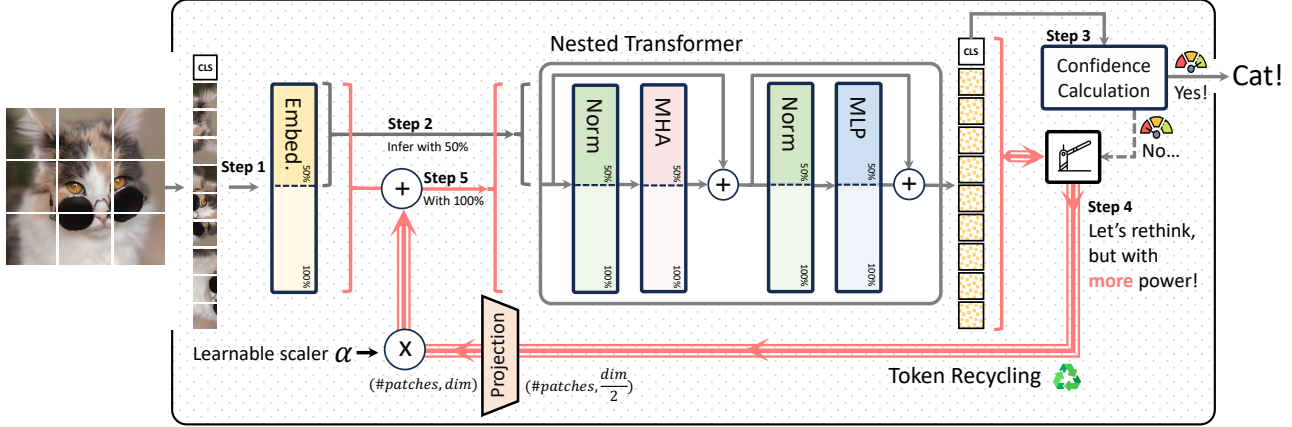 Nested Transformer
CLS
Step 1
Embed.
50%
100%
Step 2
Infer with 50%
Step 5
With 100%
+
Norm
50%
100%
MHA
50%
100%
+
Norm
50%
100%
MLP
50%
100%
+
CLS
Step 3
Confidence
Calculation
Yes!
Cat!
No...
Step 4
Let's rethink,
but with
more power!
Learnable scaler α
X
(#patches, dim)
Projection
(#patches, dim/2)
Token Recycling